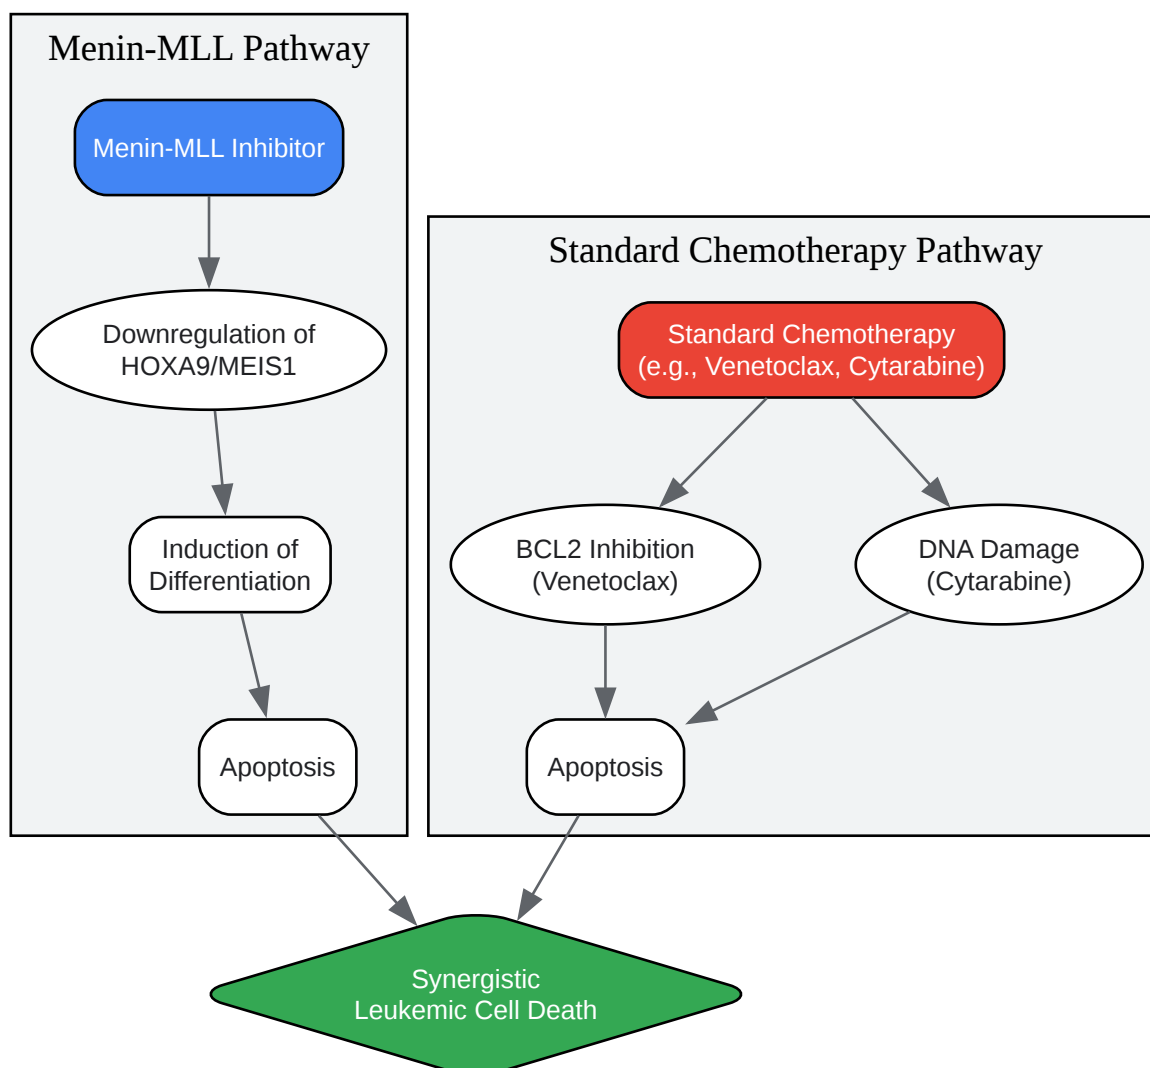 Menin-MLL Pathway
Menin-MLL Inhibitor
Downregulation of
HOXA9/MEIS1
Induction of
Differentiation
Apoptosis
Standard Chemotherapy Pathway
Standard Chemotherapy
(e.g., Venetoclax, Cytarabine)
BCL2 Inhibition
(Venetoclax)
DNA Damage
(Cytarabine)
Apoptosis
Synergistic
Leukemic Cell Death